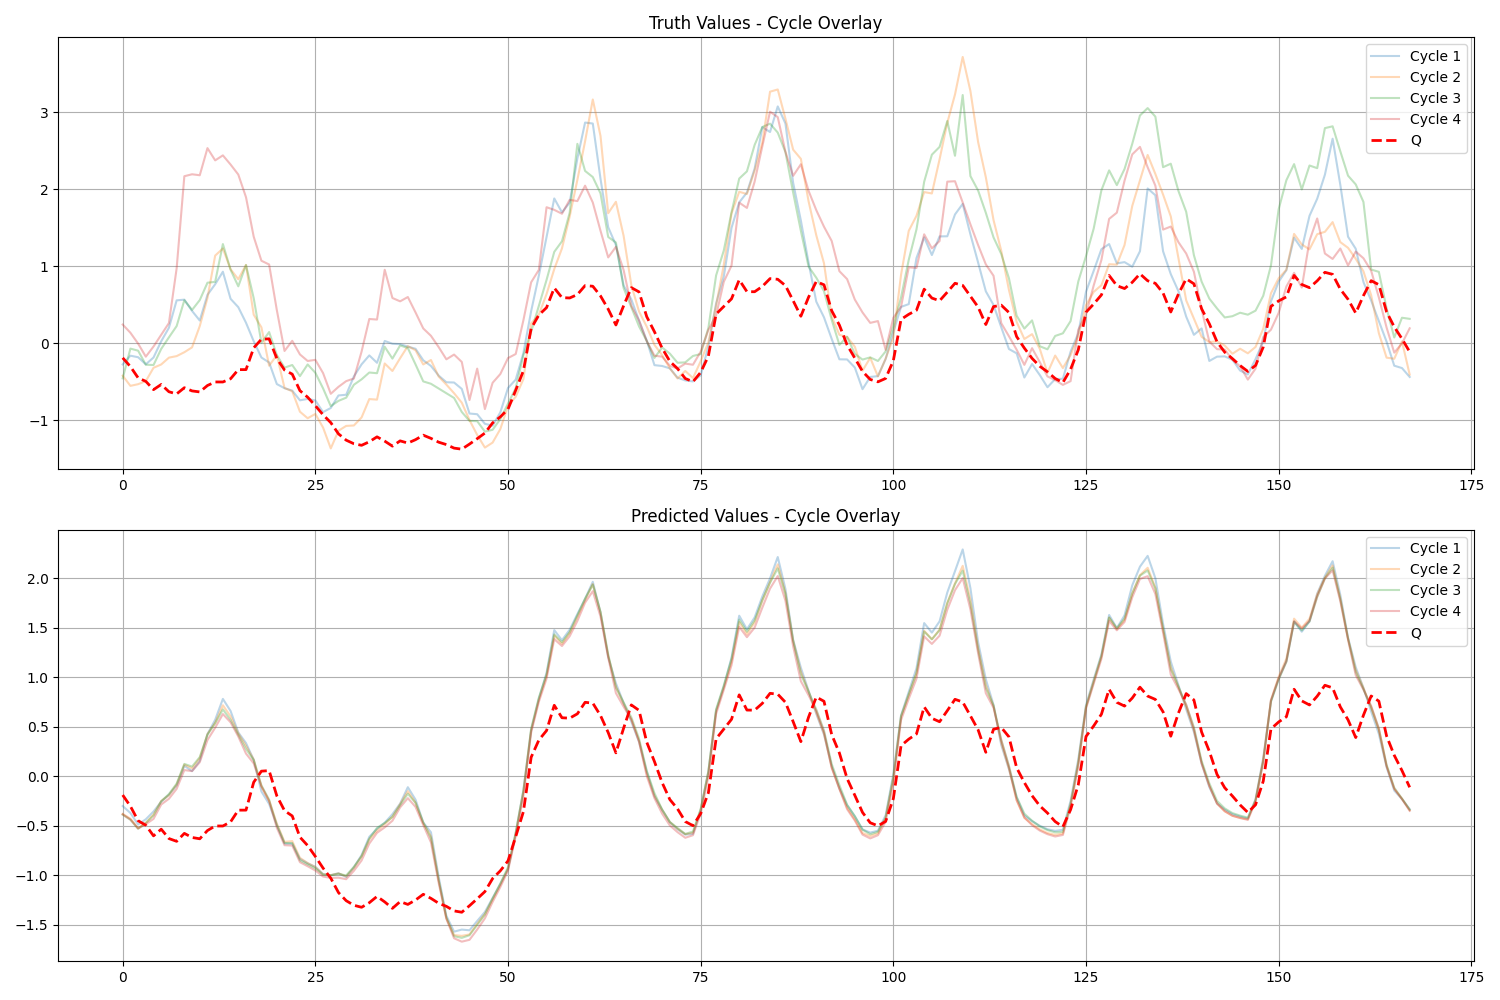 Truth Values - Cycle Overlay
Cycle 1
Cycle 2
Cycle 3
Cycle 4
Q
3
2
1
0
−1
0 25 50 75 100 125 150 175
Predicted Values - Cycle Overlay
Cycle 1
Cycle 2
Cycle 3
Cycle 4
Q
2.0
1.5
1.0
0.5
0.0
−0.5
−1.0
−1.5
0 25 50 75 100 125 150 175